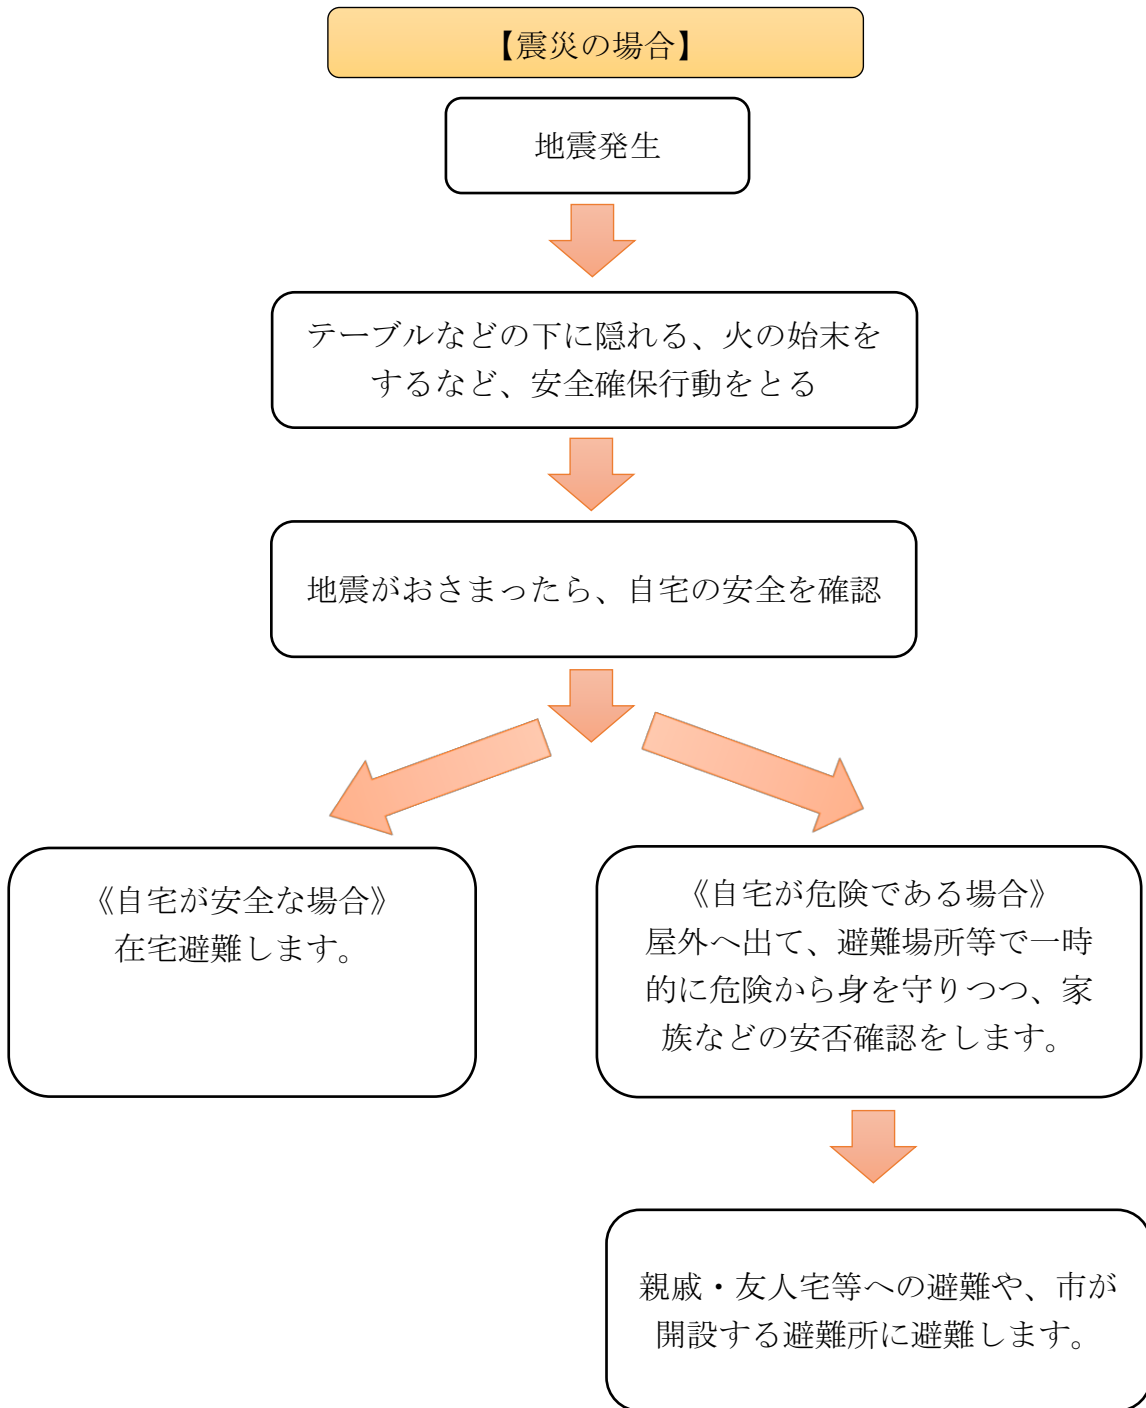 【震災の場合】
地震発生
テーブルなどの下に隠れる、火の始末を
するなど、安全確保行動をとる
地震がおさまったら、自宅の安全を確認
《自宅が安全な場合》
在宅避難します。
《自宅が危険である場合》
屋外へ出て、避難場所等で一時
的に危険から身を守りつつ、家
族などの安否確認をします。
親戚・友人宅等への避難や、市が
開設する避難所に避難します。